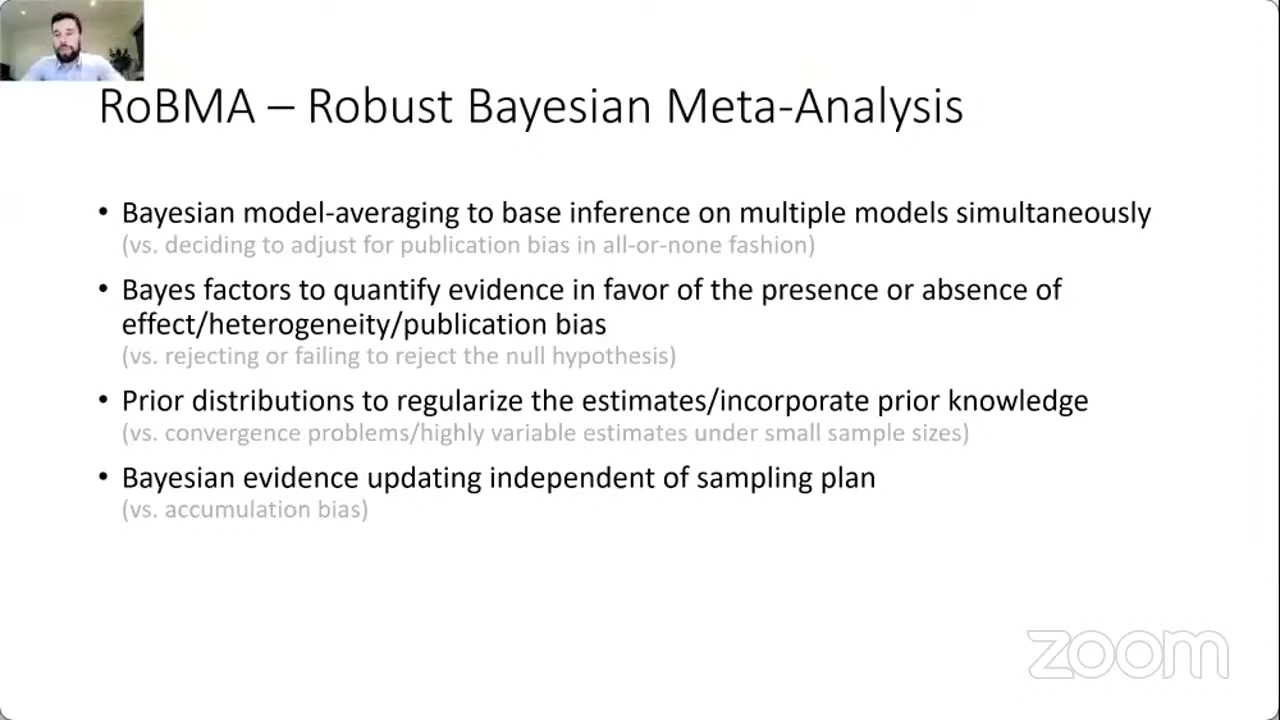 RoBMA – Robust Bayesian Meta-Analysis
• Bayesian model-averaging to base inference on multiple models simultaneously
(vs. deciding to adjust for publication bias in all-or-none fashion)
• Bayes factors to quantify evidence in favor of the presence or absence of
effect/heterogeneity/publication bias
(vs. rejecting or failing to reject the null hypothesis)
• Prior distributions to regularize the estimates/incorporate prior knowledge
(vs. convergence problems/highly variable estimates under small sample sizes)
• Bayesian evidence updating independent of sampling plan
(vs. accumulation bias)
zoom